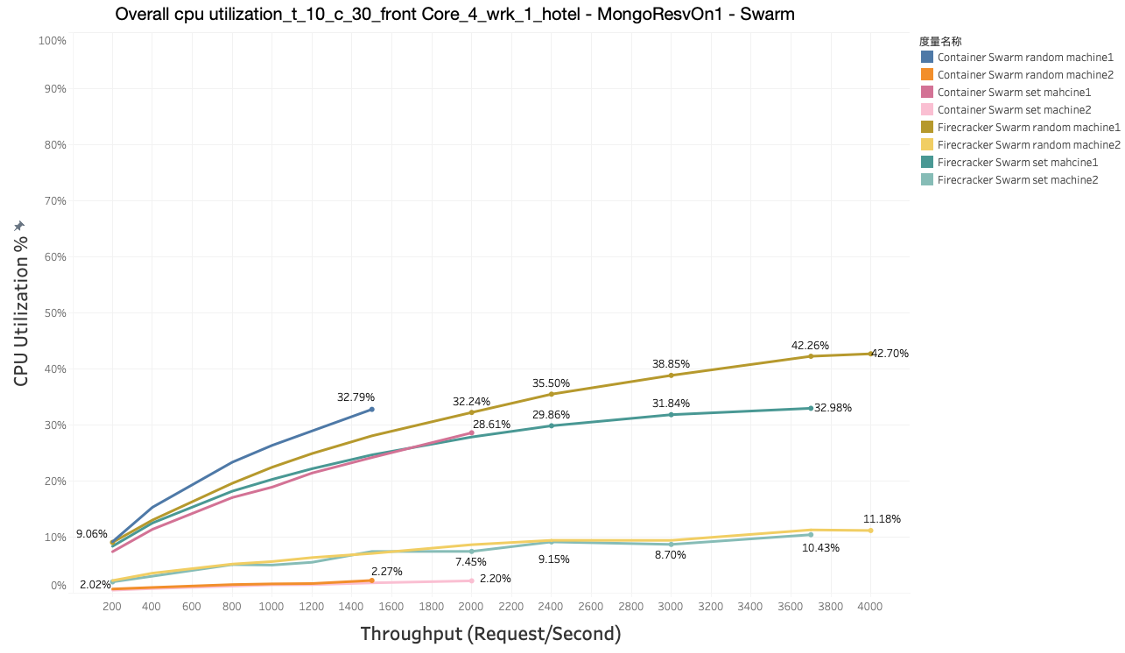 Overall cpu utilization_t_10_c_30_front Core_4_wrk_1_hotel - MongoResvOn1 - Swarm
度量名称
Container Swarm random machine1
Container Swarm random machine2
Container Swarm set mahcine1
Container Swarm set machine2
Firecracker Swarm random machine1
Firecracker Swarm random machine2
Firecracker Swarm set mahcine1
Firecracker Swarm set machine2
CPU Utilization %
100%
90%
80%
70%
60%
50%
40%
30%
20%
10%
0%
42.26%
42.70%
38.85%
35.50%
32.79%
32.24%
31.84%
32.98%
29.86%
28.61%
9.06%
11.18%
10.43%
8.70%
9.15%
7.45%
2.27%
2.20%
2.02%
200 400 600 800 1000 1200 1400 1600 1800 2000 2200 2400 2600 2800 3000 3200 3400 3600 3800 4000
Throughput (Request/Second)